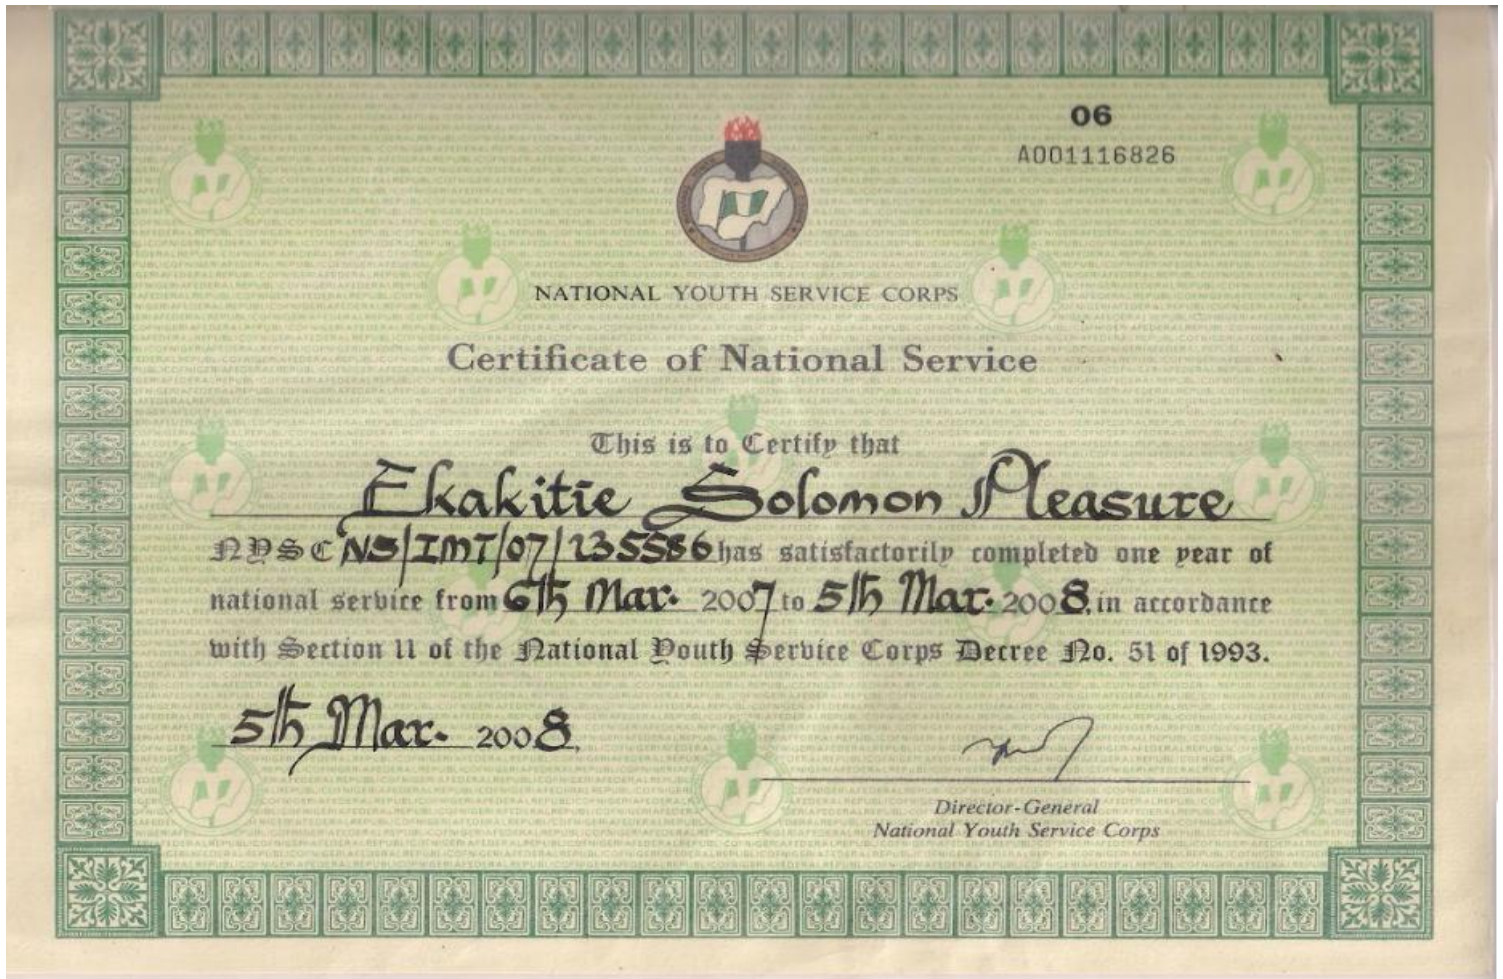 06
A001116826
NATIONAL YOUTH SERVICE CORPS
Certificate of National Service
This is to Certify that
Ekakitie Solomon Pleasure
NYSC NS/IMT/07/135586 has satisfactorily completed one year of
national service from 6th Mar. 2007 to 5th Mar. 2008, in accordance
with Section 11 of the National Youth Service Corps Decree No. 51 of 1993.
5th Mar. 2008.
Director-General
National Youth Service Corps